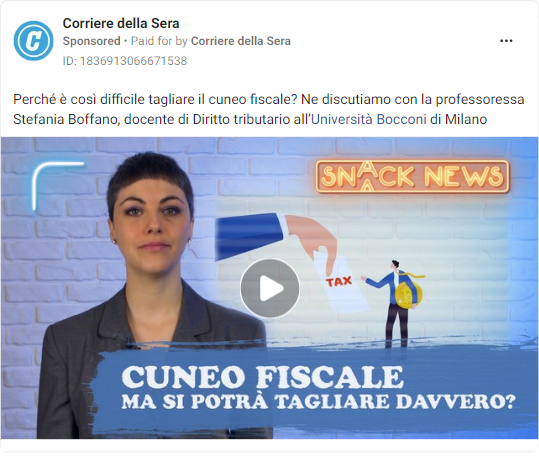 Corriere della Sera
Sponsored • Paid for by Corriere della Sera
ID: 1836913066671538
Perché è così difficile tagliare il cuneo fiscale? Ne discutiamo con la professoressa
Stefania Boffano, docente di Diritto tributario all'Università Bocconi di Milano
SNACK NEWS
TAX
CUNEO FISCALE
MA SI POTRÀ TAGLIARE DAVVERO?